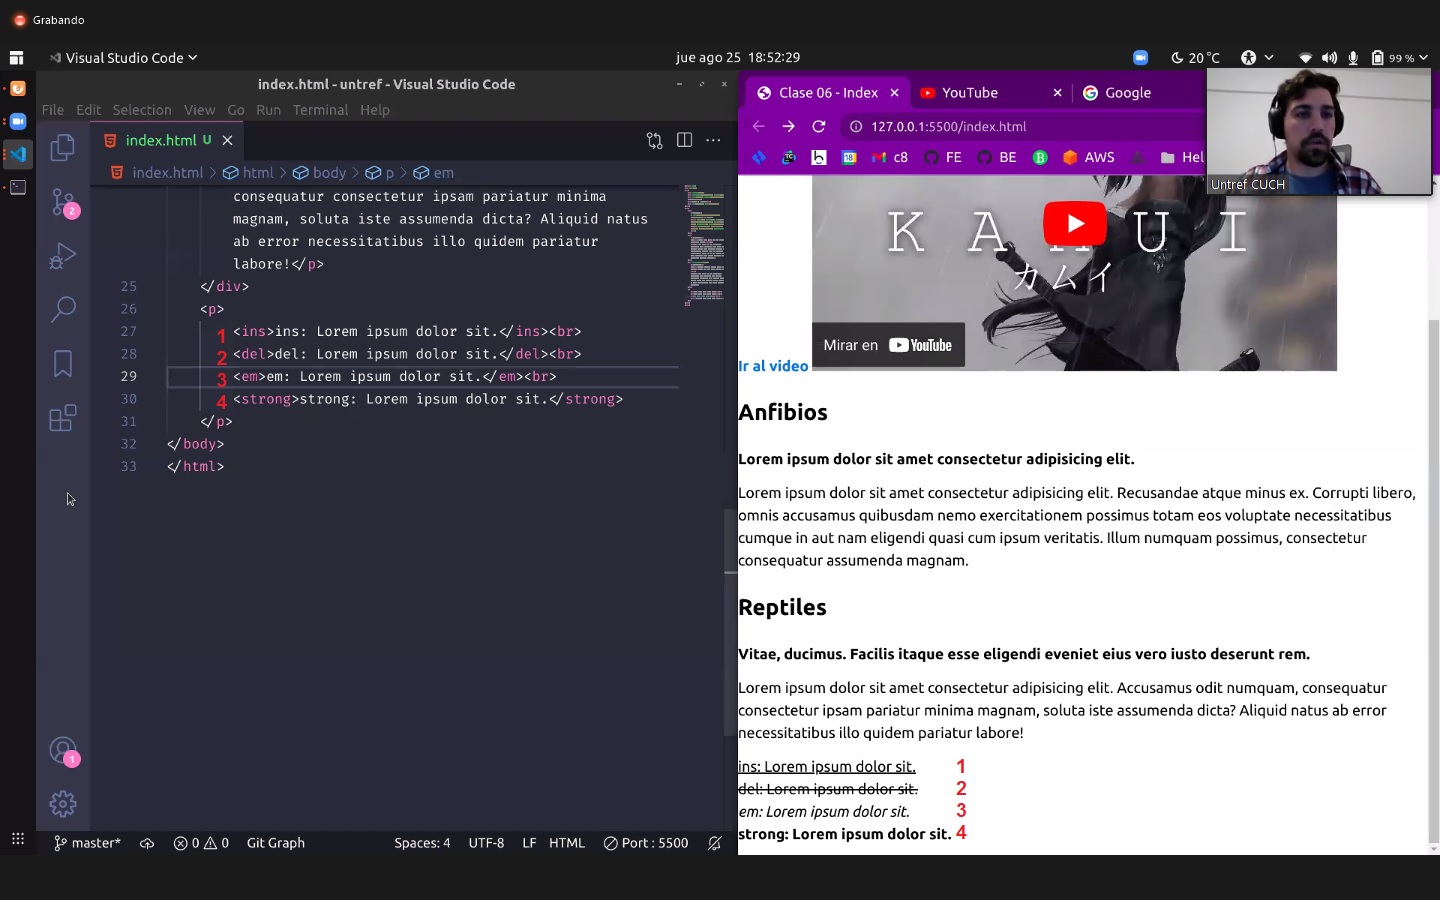 Grabando
Visual Studio Code
jue ago 25  18:52:29
20 °C
99 %
index.html - untref - Visual Studio Code
File Edit Selection View Go Run Terminal Help
index.html U
index.html > html > body > p > em
consequatur consectetur ipsam pariatur minima
magnam, soluta iste assumenda dicta? Aliquid natus
ab error necessitatibus illo quidem pariatur
labore!</p>
25 </div>
26 <p>
27 1 <ins>ins: Lorem ipsum dolor sit.</ins><br>
28 2 <del>del: Lorem ipsum dolor sit.</del><br>
29 3 <em>em: Lorem ipsum dolor sit.</em><br>
30 4 <strong>strong: Lorem ipsum dolor sit.</strong>
31 </p>
32 </body>
33 </html>
2
1
master*
0 0
Git Graph
Spaces: 4
UTF-8
LF
HTML
Port : 5500
Clase 06 - Index
YouTube
Google
127.0.0.1:5500/index.html
18
c8
FE
BE
AWS
Hel
Untref CUCH
K A M U I
カムイ
Mirar en YouTube
Ir al video
Anfibios
Lorem ipsum dolor sit amet consectetur adipisicing elit.
Lorem ipsum dolor sit amet consectetur adipisicing elit. Recusandae atque minus ex. Corrupti libero,
omnis accusamus quibusdam nemo exercitationem possimus totam eos voluptate necessitatibus
cumque in aut nam eligendi quasi cum ipsum veritatis. Illum numquam possimus, consectetur
consequatur assumenda magnam.
Reptiles
Vitae, ducimus. Facilis itaque esse eligendi eveniet eius vero iusto deserunt rem.
Lorem ipsum dolor sit amet consectetur adipisicing elit. Accusamus odit numquam, consequatur
consectetur ipsam pariatur minima magnam, soluta iste assumenda dicta? Aliquid natus ab error
necessitatibus illo quidem pariatur labore!
ins: Lorem ipsum dolor sit. 1
del: Lorem ipsum dolor sit. 2
em: Lorem ipsum dolor sit. 3
strong: Lorem ipsum dolor sit. 4